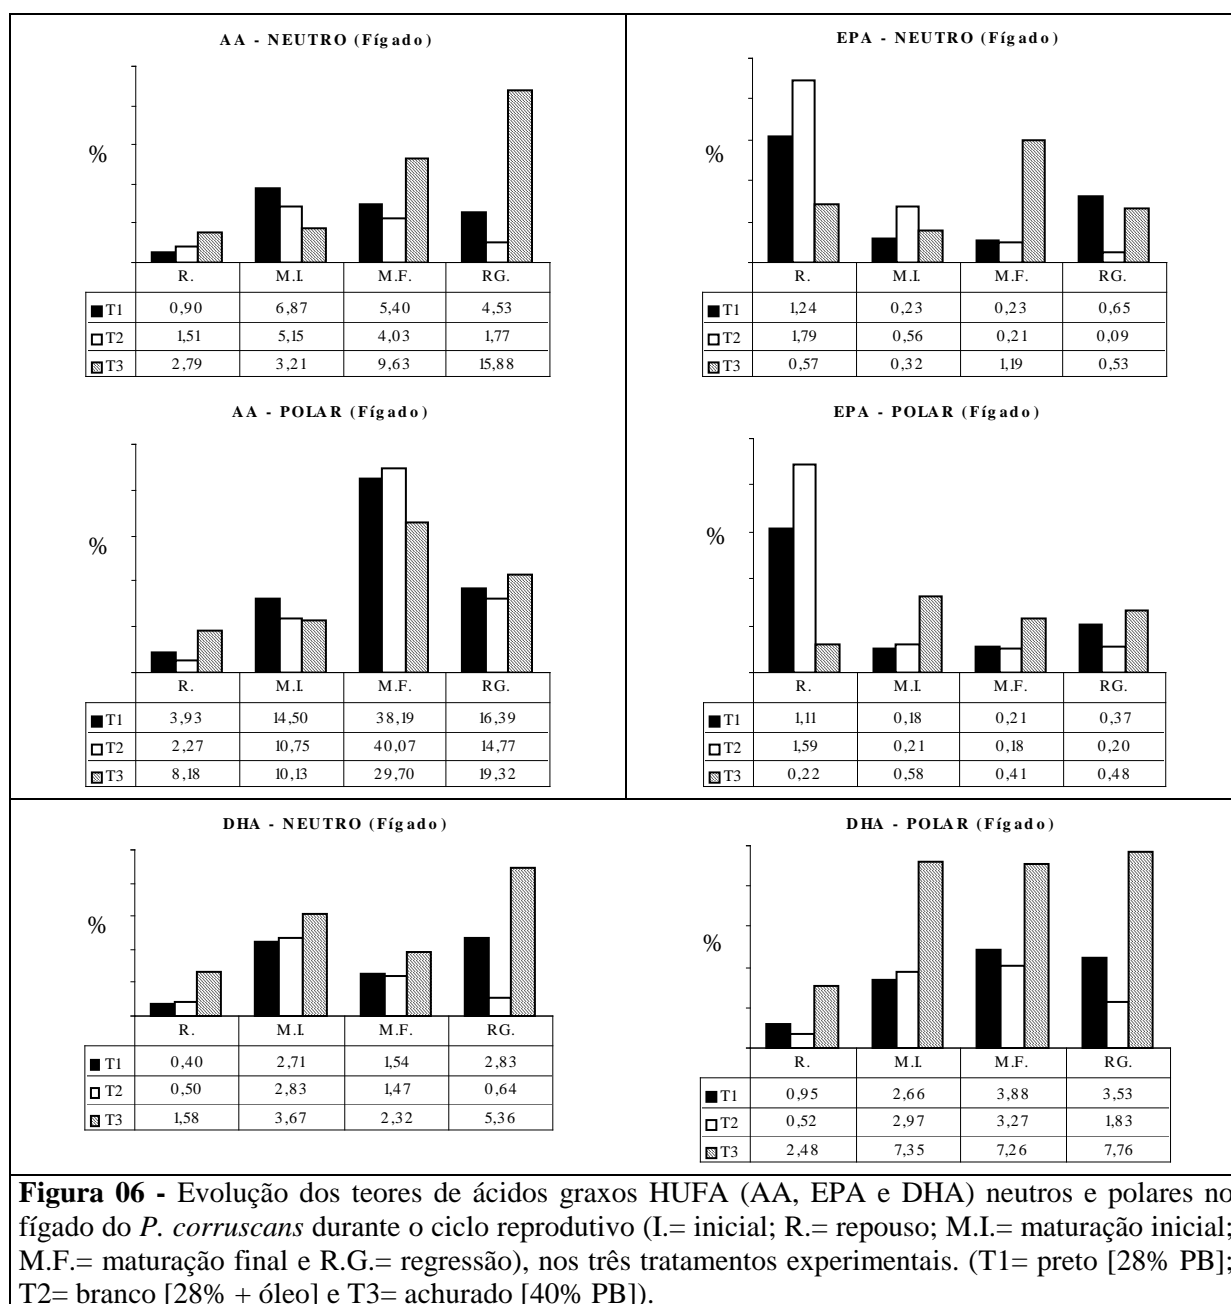 AA - NEUTRO (Fígado)
%
R. M.I. M.F. RG.
T1 0,90 6,87 5,40 4,53
T2 1,51 5,15 4,03 1,77
T3 2,79 3,21 9,63 15,88
EPA - NEUTRO (Fígado)
%
R. M.I. M.F. RG.
T1 1,24 0,23 0,23 0,65
T2 1,79 0,56 0,21 0,09
T3 0,57 0,32 1,19 0,53
AA - POLAR (Fígado)
%
R. M.I. M.F. RG.
T1 3,93 14,50 38,19 16,39
T2 2,27 10,75 40,07 14,77
T3 8,18 10,13 29,70 19,32
EPA - POLAR (Fígado)
%
R. M.I. M.F. RG.
T1 1,11 0,18 0,21 0,37
T2 1,59 0,21 0,18 0,20
T3 0,22 0,58 0,41 0,48
DHA - NEUTRO (Fígado)
%
R. M.I. M.F. RG.
T1 0,40 2,71 1,54 2,83
T2 0,50 2,83 1,47 0,64
T3 1,58 3,67 2,32 5,36
DHA - POLAR (Fígado)
%
R. M.I. M.F. RG.
T1 0,95 2,66 3,88 3,53
T2 0,52 2,97 3,27 1,83
T3 2,48 7,35 7,26 7,76
Figura 06 - Evolução dos teores de ácidos graxos HUFA (AA, EPA e DHA) neutros e polares no
fígado do P. corruscans durante o ciclo reprodutivo (I.= inicial; R.= repouso; M.I.= maturação inicial;
M.F.= maturação final e R.G.= regressão), nos três tratamentos experimentais. (T1= preto [28% PB];
T2= branco [28% + óleo] e T3= achurado [40% PB]).